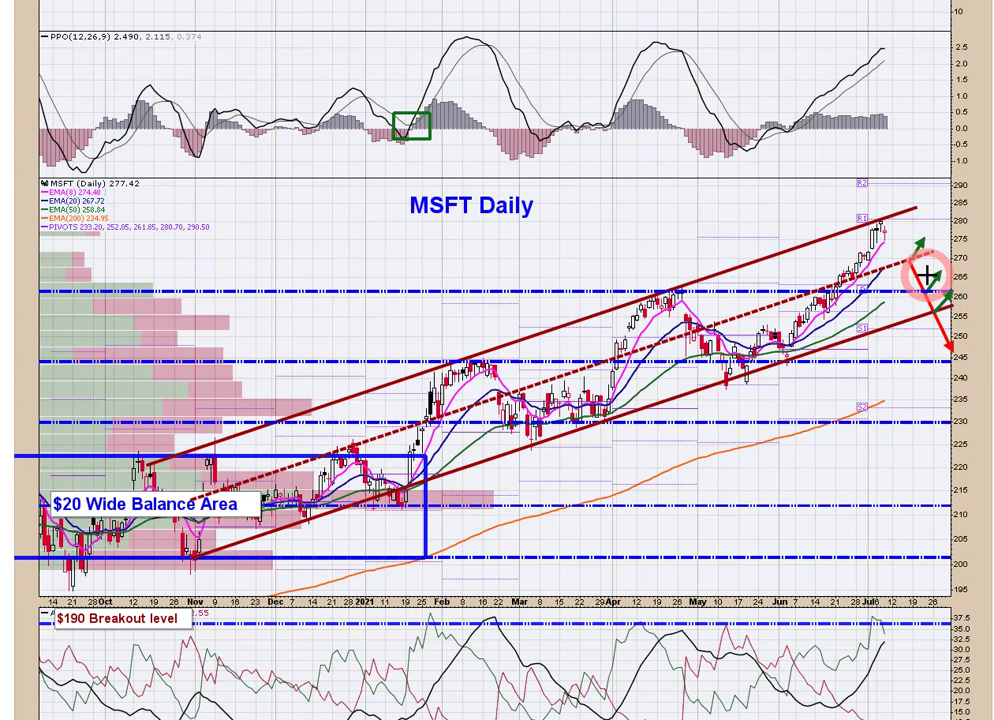 10
PPO(12,26,9) 2.490, 2.115, 0.374
2.5
2.0
1.5
1.0
0.5
0.0
-0.5
-1.0
MSFT (Daily) 277.42
EMA(8) 274.48
EMA(20) 267.72
EMA(50) 258.84
EMA(200) 234.95
PIVOTS 233.20, 252.05, 261.85, 280.70, 290.50
MSFT Daily
R2
R1
S1
S2
290
285
280
275
270
265
260
255
250
245
240
235
230
225
220
215
210
205
200
195
$20 Wide Balance Area
14 21 28 Oct 12 19 26 Nov 9 16 23 Dec 7 14 21 28 2021 11 19 25 Feb 8 16 22 Mar 8 15 22 29 Apr 12 19 26 May 10 17 24 Jun 7 14 21 28 Jul 6 12 19 26
$190 Breakout level
.55
37.5
35.0
32.5
30.0
27.5
25.0
22.5
20.0
17.5
15.0